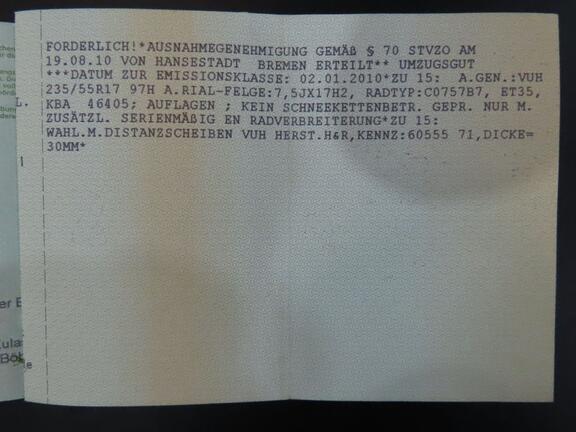 FORDERLICH!*AUSNAHMEGENEHMIGUNG GEMÄß § 70 STVZO AM
19.08.10 VON HANSESTADT BREMEN ERTEILT** UMZUGSGUT
***DATUM ZUR EMISSIONSKLASSE: 02.01.2010*ZU 15: A.GEN.:VUH
235/55R17 97H A.RIAL-FELGE:7,5JX17H2, RADTYP:C0757B7, ET35,
KBA 46405; AUFLAGEN ; KEIN SCHNEEKETTENBETR. GEPR. NUR M.
ZUSÄTZL. SERIENMÄßIG EN RADVERBREITERUNG*ZU 15:
WAHL.M.DISTANZSCHEIBEN VUH HERST.H&R,KENNZ:60555 71,DICKE=
30MM*
L.
er E